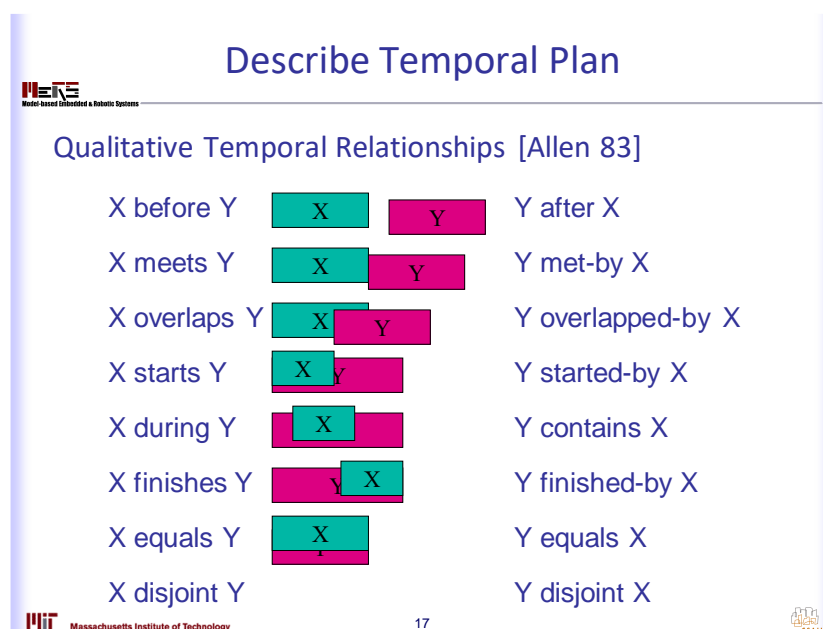 Describe Temporal Plan
MERS
Model-based Embedded & Robotic Systems
Qualitative Temporal Relationships [Allen 83]
X before Y X Y Y after X
X meets Y X Y Y met-by X
X overlaps Y X Y Y overlapped-by X
X starts Y X Y Y started-by X
X during Y X Y contains X
X finishes Y Y X Y finished-by X
X equals Y X Y equals X
X disjoint Y Y disjoint X
MIT Massachusetts Institute of Technology 17